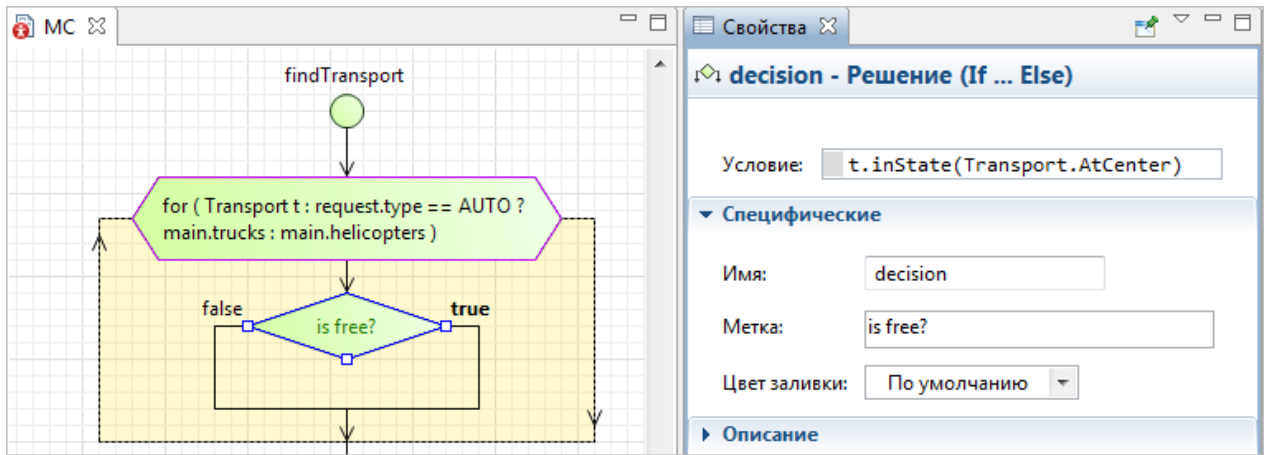 MC
findTransport
for ( Transport t : request.type == AUTO ?
main.trucks : main.helicopters )
false
true
is free?
Свойства
decision - Решение (If ... Else)
Условие:
t.inState(Transport.AtCenter)
Специфические
Имя:
decision
Метка:
is free?
Цвет заливки:
По умолчанию
Описание